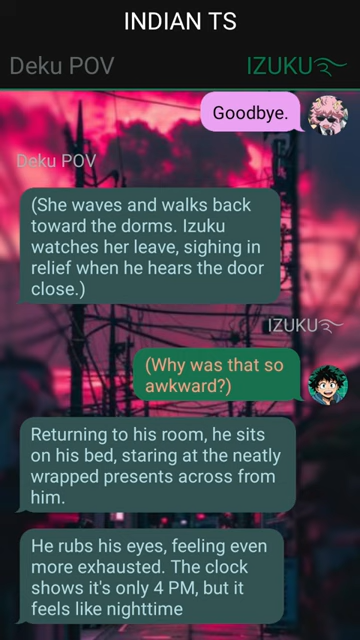 INDIAN TS
Deku POV
IZUKU࿐
Goodbye.
Deku POV
(She waves and walks back
toward the dorms. Izuku
watches her leave, sighing in
relief when he hears the door
close.)
IZUKU࿐
(Why was that so
awkward?)
Returning to his room, he sits
on his bed, staring at the neatly
wrapped presents across from
him.
He rubs his eyes, feeling even
more exhausted. The clock
shows it's only 4 PM, but it
feels like nighttime